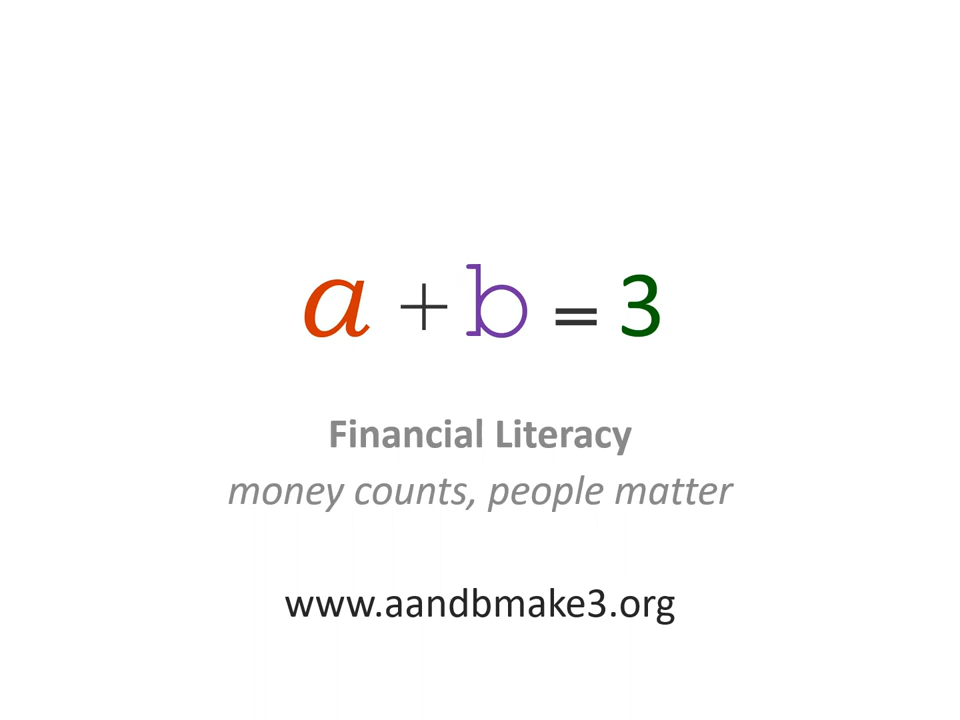 a + b = 3
Financial Literacy
money counts, people matter
www.aandbmake3.org